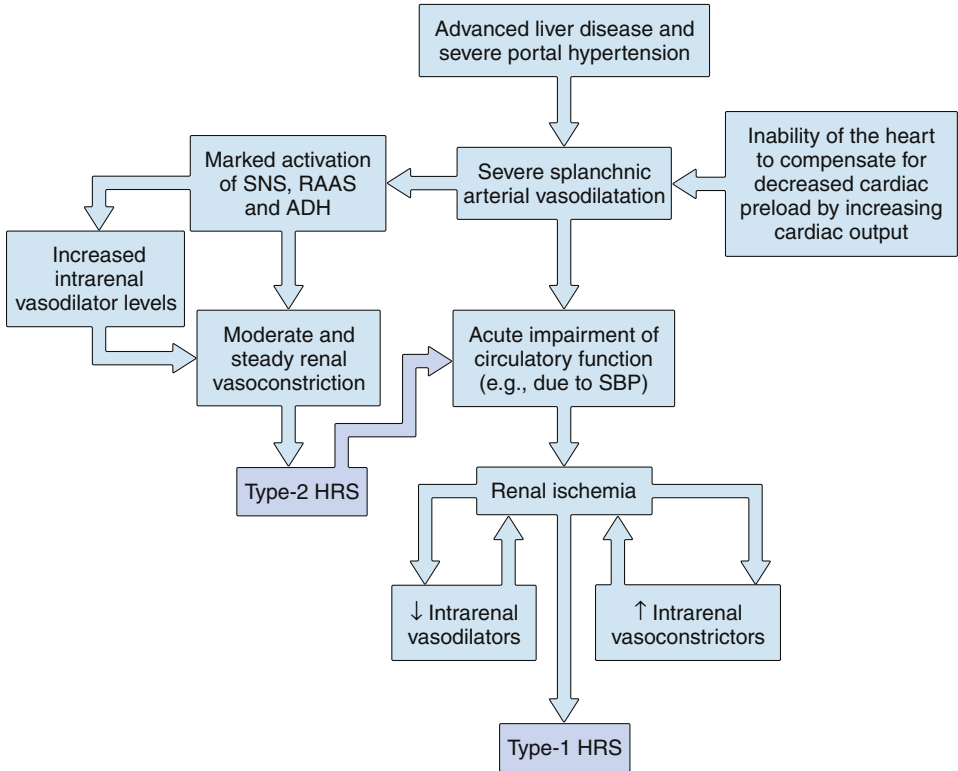 Advanced liver disease and
severe portal hypertension
Marked activation
of SNS, RAAS
and ADH
Severe splanchnic
arterial vasodilatation
Inability of the heart
to compensate for
decreased cardiac
preload by increasing
cardiac output
Increased
intrarenal
vasodilator levels
Moderate and
steady renal
vasoconstriction
Acute impairment of
circulatory function
(e.g., due to SBP)
Type-2 HRS
Renal ischemia
↓ Intrarenal
vasodilators
↑ Intrarenal
vasoconstrictors
Type-1 HRS